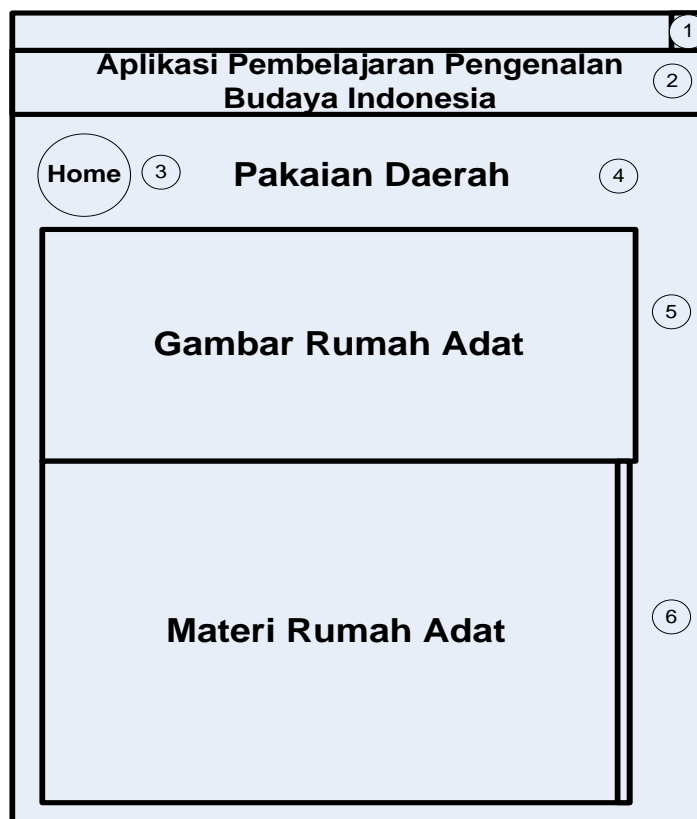 1
Aplikasi Pembelajaran Pengenalan
Budaya Indonesia
2
Home
3
Pakaian Daerah
4
Gambar Rumah Adat
5
Materi Rumah Adat
6